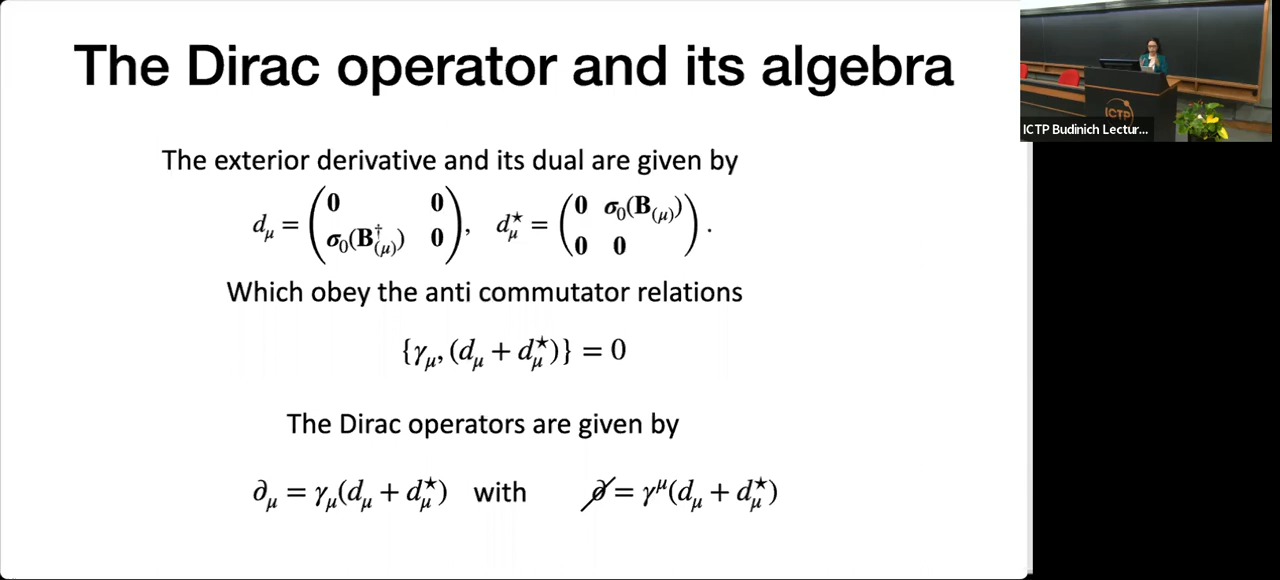 The Dirac operator and its algebra
The exterior derivative and its dual are given by
d_μ = ( 0 0 ; σ_0(B†_(μ)) 0 ), d^⋆_μ = ( 0 σ_0(B_(μ)) ; 0 0 ) .
Which obey the anti commutator relations
{γ_μ, (d_μ + d^⋆_μ)} = 0
The Dirac operators are given by
∂_μ = γ_μ(d_μ + d^⋆_μ) with ∂̸ = γ^μ(d_μ + d^⋆_μ)
ICTP
ICTP Budinich Lectur...